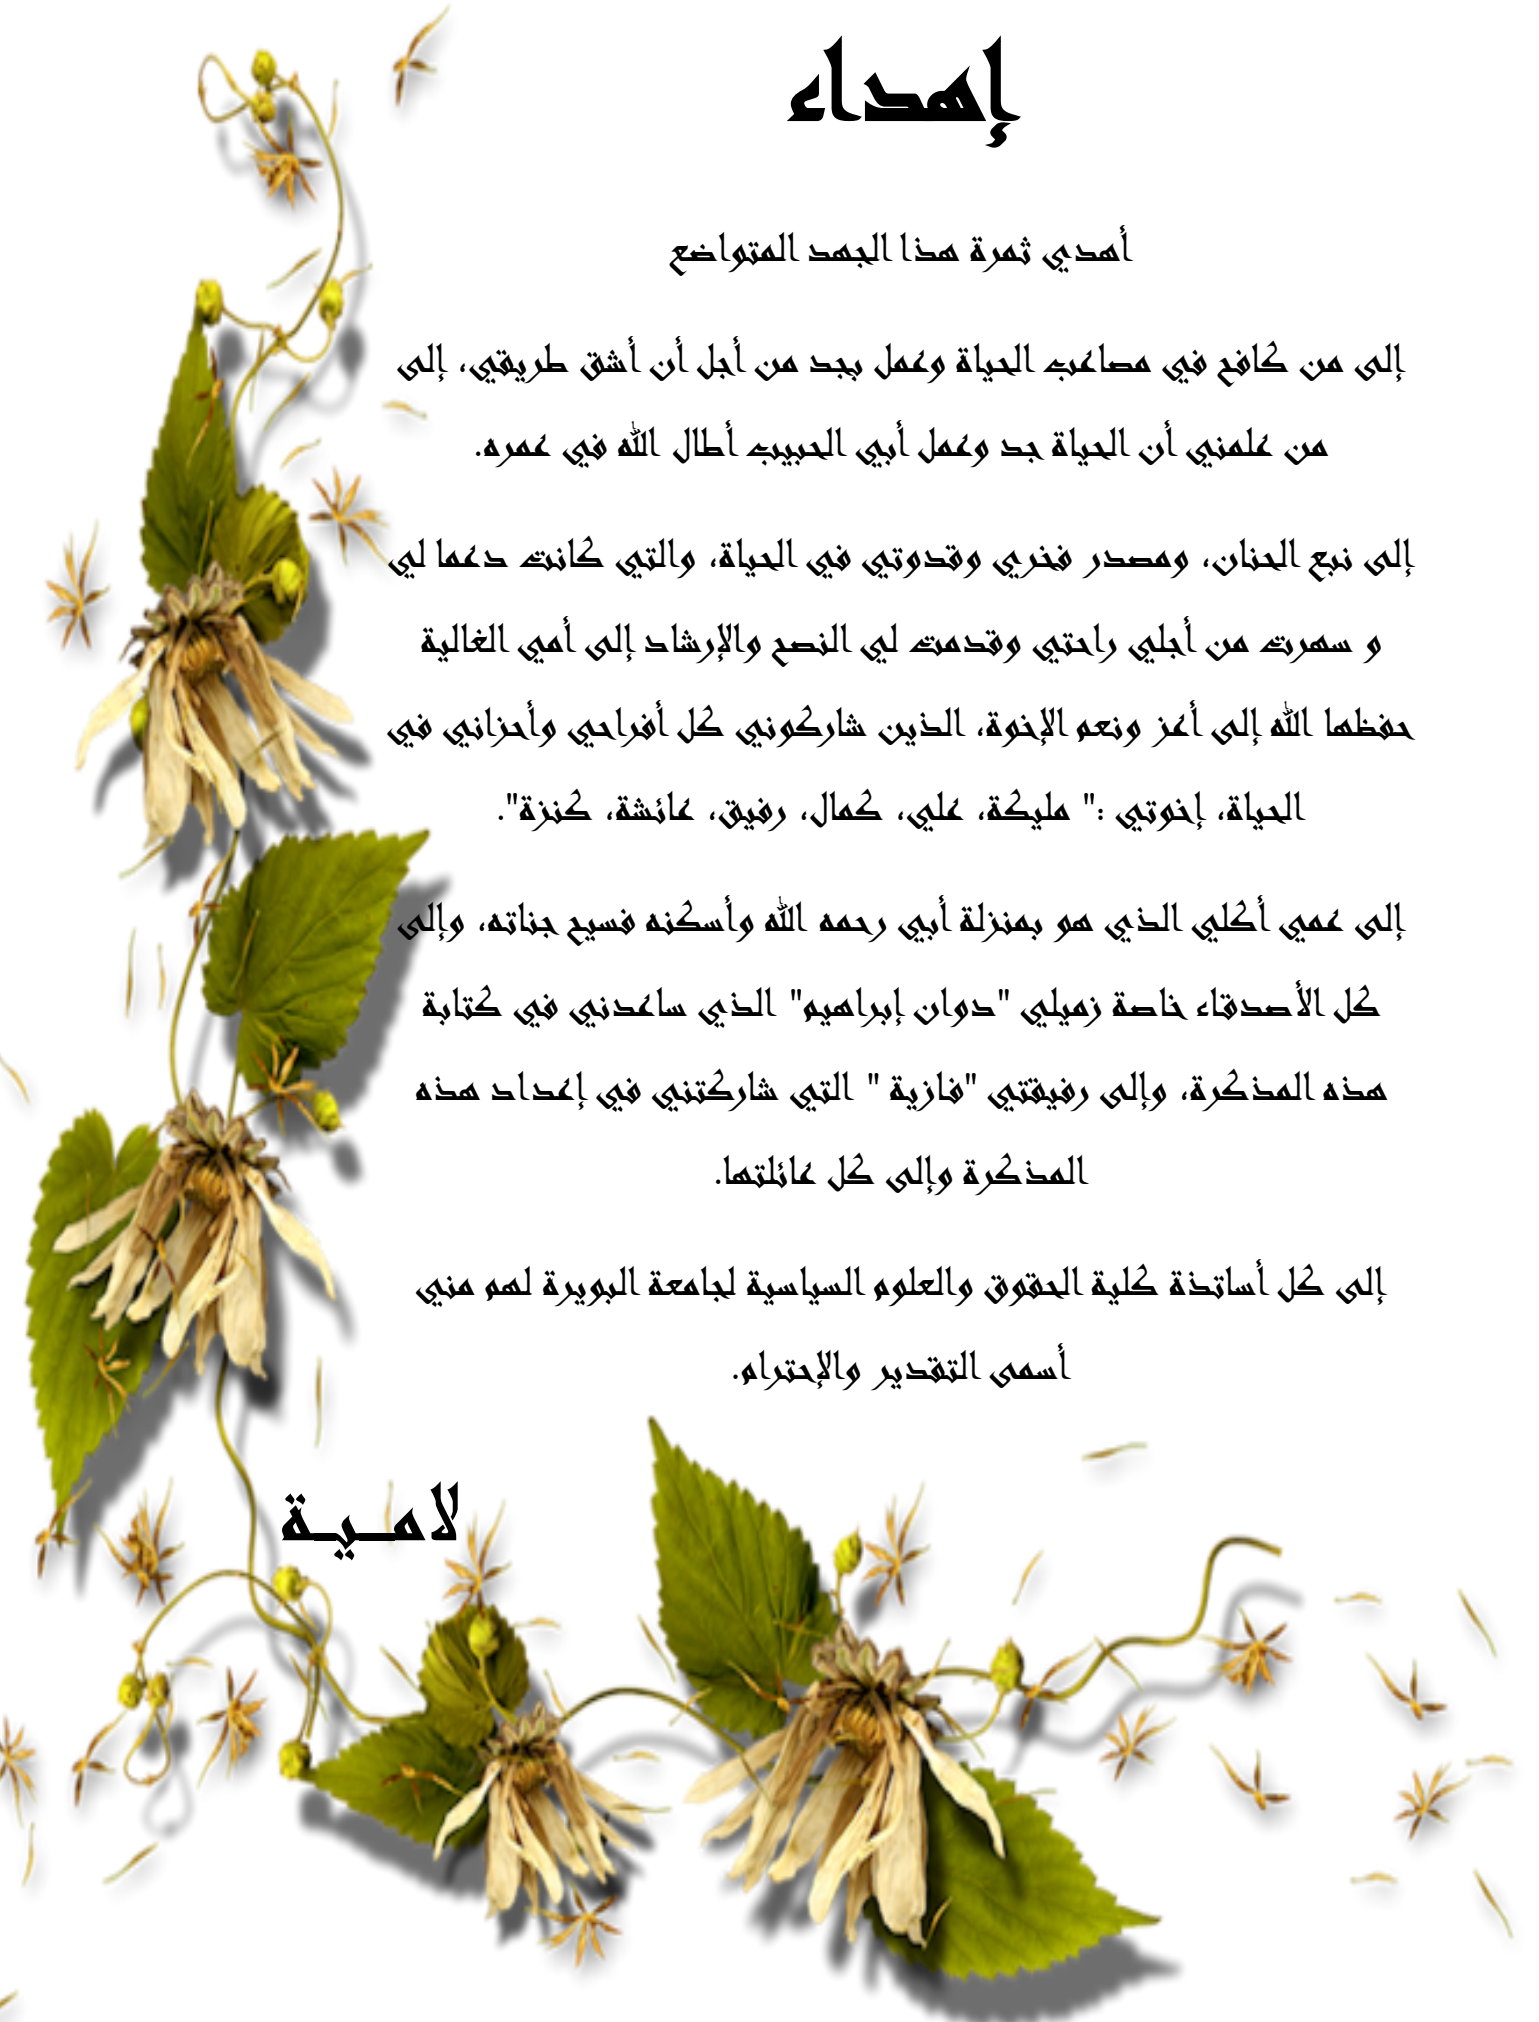 إهداء
أهدي ثمرة هذا الجهد المتواضع
إلى من كافح في مصاعب الحياة وعمل بجد من أجل أن أشق طريقي، إلى
من علمني أن الحياة جد وعمل أبي الحبيب أطال الله في عمره.
إلى نبع الحنان، ومصدر فخري وقدوتي في الحياة، والتي كانت دعما لي
و سهرت من أجلي راحتي وقدمت لي النصح والإرشاد إلى أمي الغالية
حفظها الله إلى أعز ونعم الإخوة، الذين شاركوني كل أفراحي وأحزاني في
الحياة، إخوتي :" مليكة، علي، كمال، رفيق، عائشة، كنزة".
إلى عمي أكلي الذي هو بمنزلة أبي رحمه الله وأسكنه فسيح جناته، وإلى
كل الأصدقاء خاصة زميلي "دوان إبراهيم" الذي ساعدني في كتابة
هذه المذكرة، وإلى رفيقتي "فازية " التي شاركتني في إعداد هذه
المذكرة وإلى كل عائلتها.
إلى كل أساتذة كلية الحقوق والعلوم السياسية لجامعة البويرة لهم مني
أسمى التقدير والإحترام.
لامـيـة